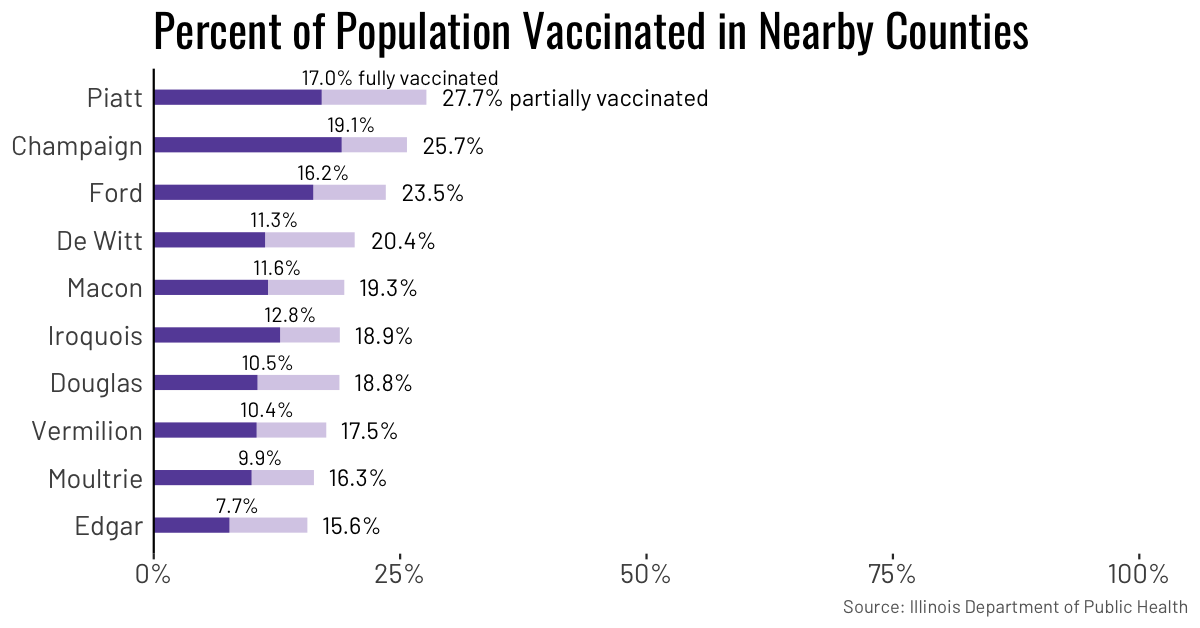 Percent of Population Vaccinated in Nearby Counties
17.0% fully vaccinated
Piatt 27.7% partially vaccinated
19.1%
Champaign 25.7%
16.2%
Ford 23.5%
11.3%
De Witt 20.4%
11.6%
Macon 19.3%
12.8%
Iroquois 18.9%
10.5%
Douglas 18.8%
10.4%
Vermilion 17.5%
9.9%
Moultrie 16.3%
7.7%
Edgar 15.6%
0% 25% 50% 75% 100%
Source: Illinois Department of Public Health